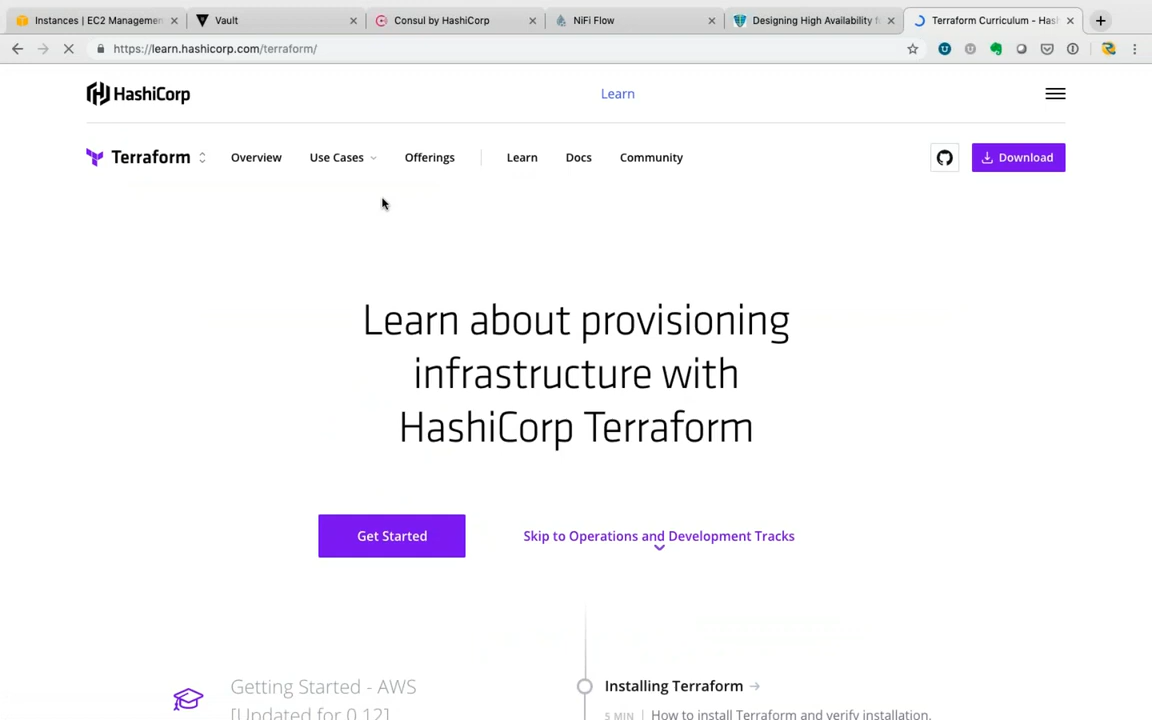 Instances | EC2 Managemen
Vault
Consul by HashiCorp
NiFi Flow
Designing High Availability f
Terraform Curriculum - Hash
https://learn.hashicorp.com/terraform/
HashiCorp
Learn
Terraform
Overview
Use Cases
Offerings
Learn
Docs
Community
Download
Learn about provisioning
infrastructure with
HashiCorp Terraform
Get Started
Skip to Operations and Development Tracks
Getting Started - AWS
[Updated for 0.12]
Installing Terraform →
5 MIN | How to install Terraform and verify installation.